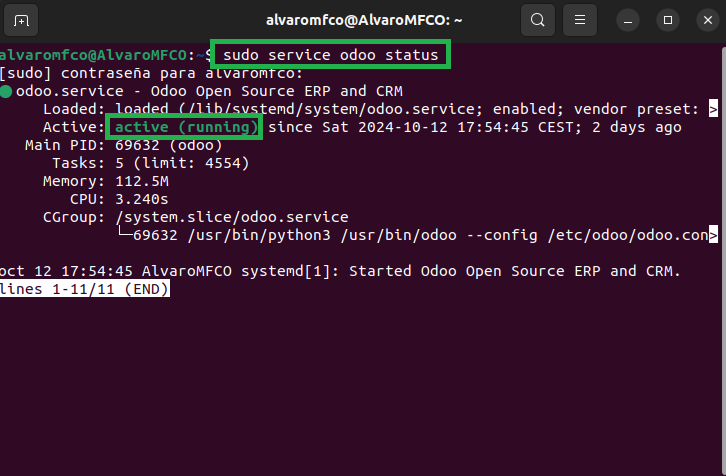 alvaromfco@AlvaroMFCO: ~
alvaromfco@AlvaroMFCO:~$ sudo service odoo status
[sudo] contraseña para alvaromfco:
odoo.service - Odoo Open Source ERP and CRM
Loaded: loaded (/lib/systemd/system/odoo.service; enabled; vendor preset: >
Active: active (running) since Sat 2024-10-12 17:54:45 CEST; 2 days ago
Main PID: 69632 (odoo)
Tasks: 5 (limit: 4554)
Memory: 112.5M
CPU: 3.240s
CGroup: /system.slice/odoo.service
└─69632 /usr/bin/python3 /usr/bin/odoo --config /etc/odoo/odoo.con>
oct 12 17:54:45 AlvaroMFCO systemd[1]: Started Odoo Open Source ERP and CRM.
lines 1-11/11 (END)